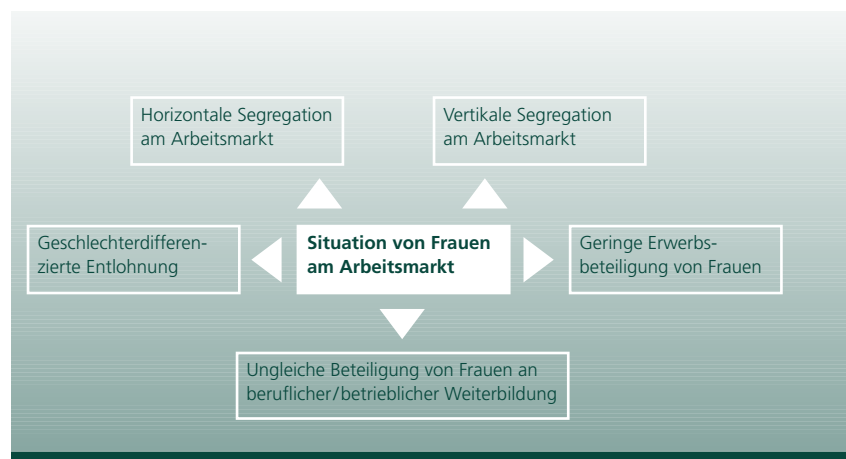 Horizontale Segregation
am Arbeitsmarkt
Vertikale Segregation
am Arbeitsmarkt
Geschlechterdifferen-
zierte Entlohnung
Situation von Frauen
am Arbeitsmarkt
Geringe Erwerbs-
beteiligung von Frauen
Ungleiche Beteiligung von Frauen an
beruflicher/betrieblicher Weiterbildung